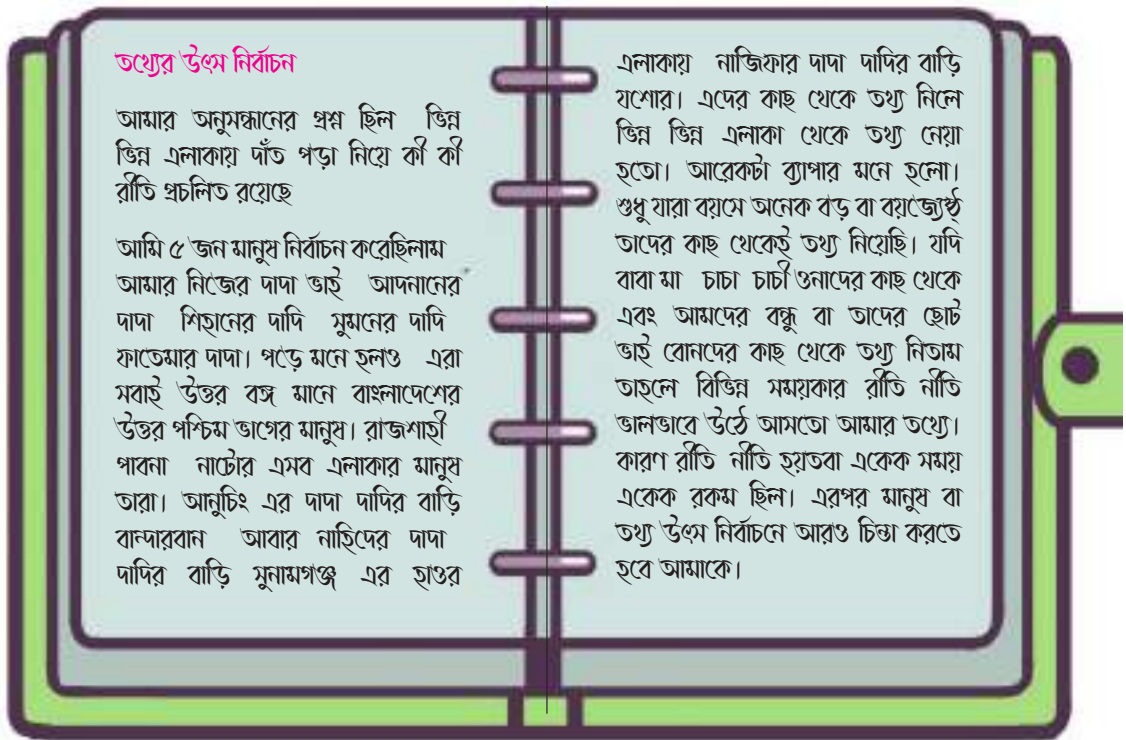 তথ্যের উৎস নির্বাচন
আমার অনুসন্ধানের প্রশ্ন ছিল ভিন্ন
ভিন্ন এলাকায় দাঁত পড়া নিয়ে কী কী
রীতি প্রচলিত রয়েছে
আমি ৫ জন মানুষ নির্বাচন করেছিলাম
আমার নিজের দাদা ভাই আদনানের
দাদা শিহানের দাদি সুমনের দাদি
ফাতেমার দাদা। পড়ে মনে হলও এরা
সবাই উত্তর বঙ্গ মানে বাংলাদেশের
উত্তর পশ্চিম ভাগের মানুষ। রাজশাহী
পাবনা নাটোর এসব এলাকার মানুষ
তারা। আনুচিং এর দাদা দাদির বাড়ি
বান্দারবান আবার নাহিদের দাদা
দাদির বাড়ি সুনামগঞ্জ এর হাওর
এলাকায় নাজিফার দাদা দাদির বাড়ি
যশোর। এদের কাছ থেকে তথ্য নিলে
ভিন্ন ভিন্ন এলাকা থেকে তথ্য নেয়া
হতো। আরেকটা ব্যাপার মনে হলো।
শুধু যারা বয়সে অনেক বড় বা বয়জ্যেষ্ঠ
তাদের কাছ থেকেই তথ্য নিয়েছি। যদি
বাবা মা চাচা চাচী ওনাদের কাছ থেকে
এবং আমদের বন্ধু বা তাদের ছোট
ভাই বোনদের কাছ থেকে তথ্য নিতাম
তাহলে বিভিন্ন সময়কার রীতি নীতি
ভালভাবে উঠে আসতো আমার তথ্যে।
কারণ রীতি নীতি হয়তবা একেক সময়
একেক রকম ছিল। এরপর মানুষ বা
তথ্য উৎস নির্বাচনে আরও চিন্তা করতে
হবে আমাকে।